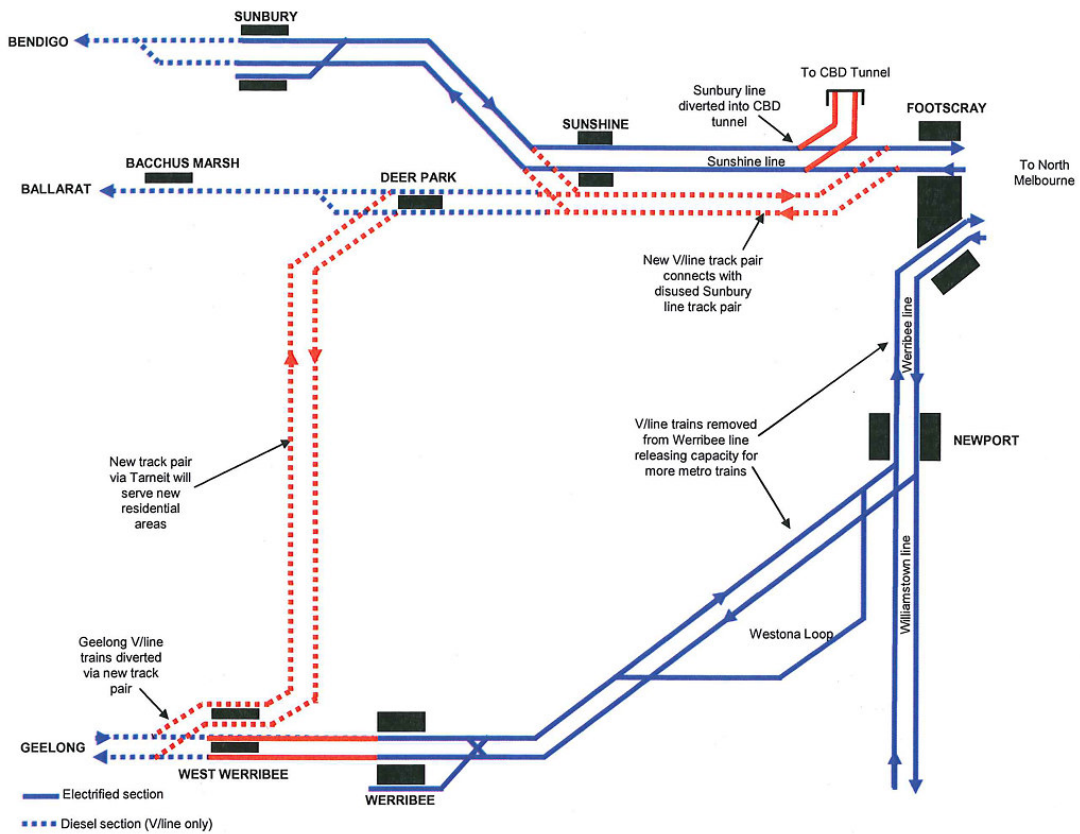 SUNBURY
BENDIGO
To CBD Tunnel
Sunbury line
diverted into CBD
tunnel
FOOTSCRAY
SUNSHINE
Sunshine line
To North
Melbourne
BACCHUS MARSH
BALLARAT
DEER PARK
New V/line track pair
connects with
disused Sunbury
line track pair
Werribee line
V/line trains removed
from Werribee line
releasing capacity for
more metro trains
NEWPORT
New track pair
via Tarneit will
serve new
residential
areas
Williamstown line
Westona Loop
Geelong V/line
trains diverted
via new track
pair
GEELONG
WEST WERRIBEE
WERRIBEE
Electrified section
Diesel section (V/line only)